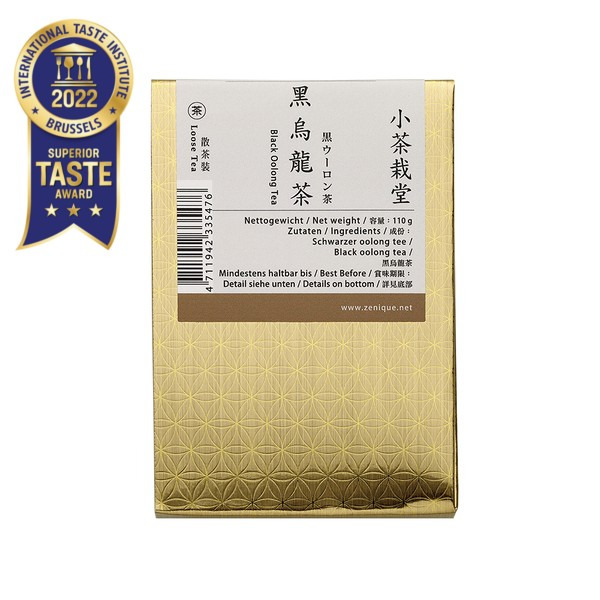 INTERNATIONAL TASTE INSTITUTE
2022
BRUSSELS
SUPERIOR
TASTE
AWARD
小茶栽堂
黒ウーロン茶
黑烏龍茶
Black Oolong Tea
散茶裝
茶
Loose Tea
4 711942 335476
Nettogewicht / Net weight / 容量：110 g
Zutaten / Ingredients / 成份：
Schwarzer oolong tee /
Black oolong tea /
黑烏龍茶
Mindestens haltbar bis / Best Before / 賞味期限：
Detail siehe unten / Details on bottom / 詳見底部
www.zenique.net